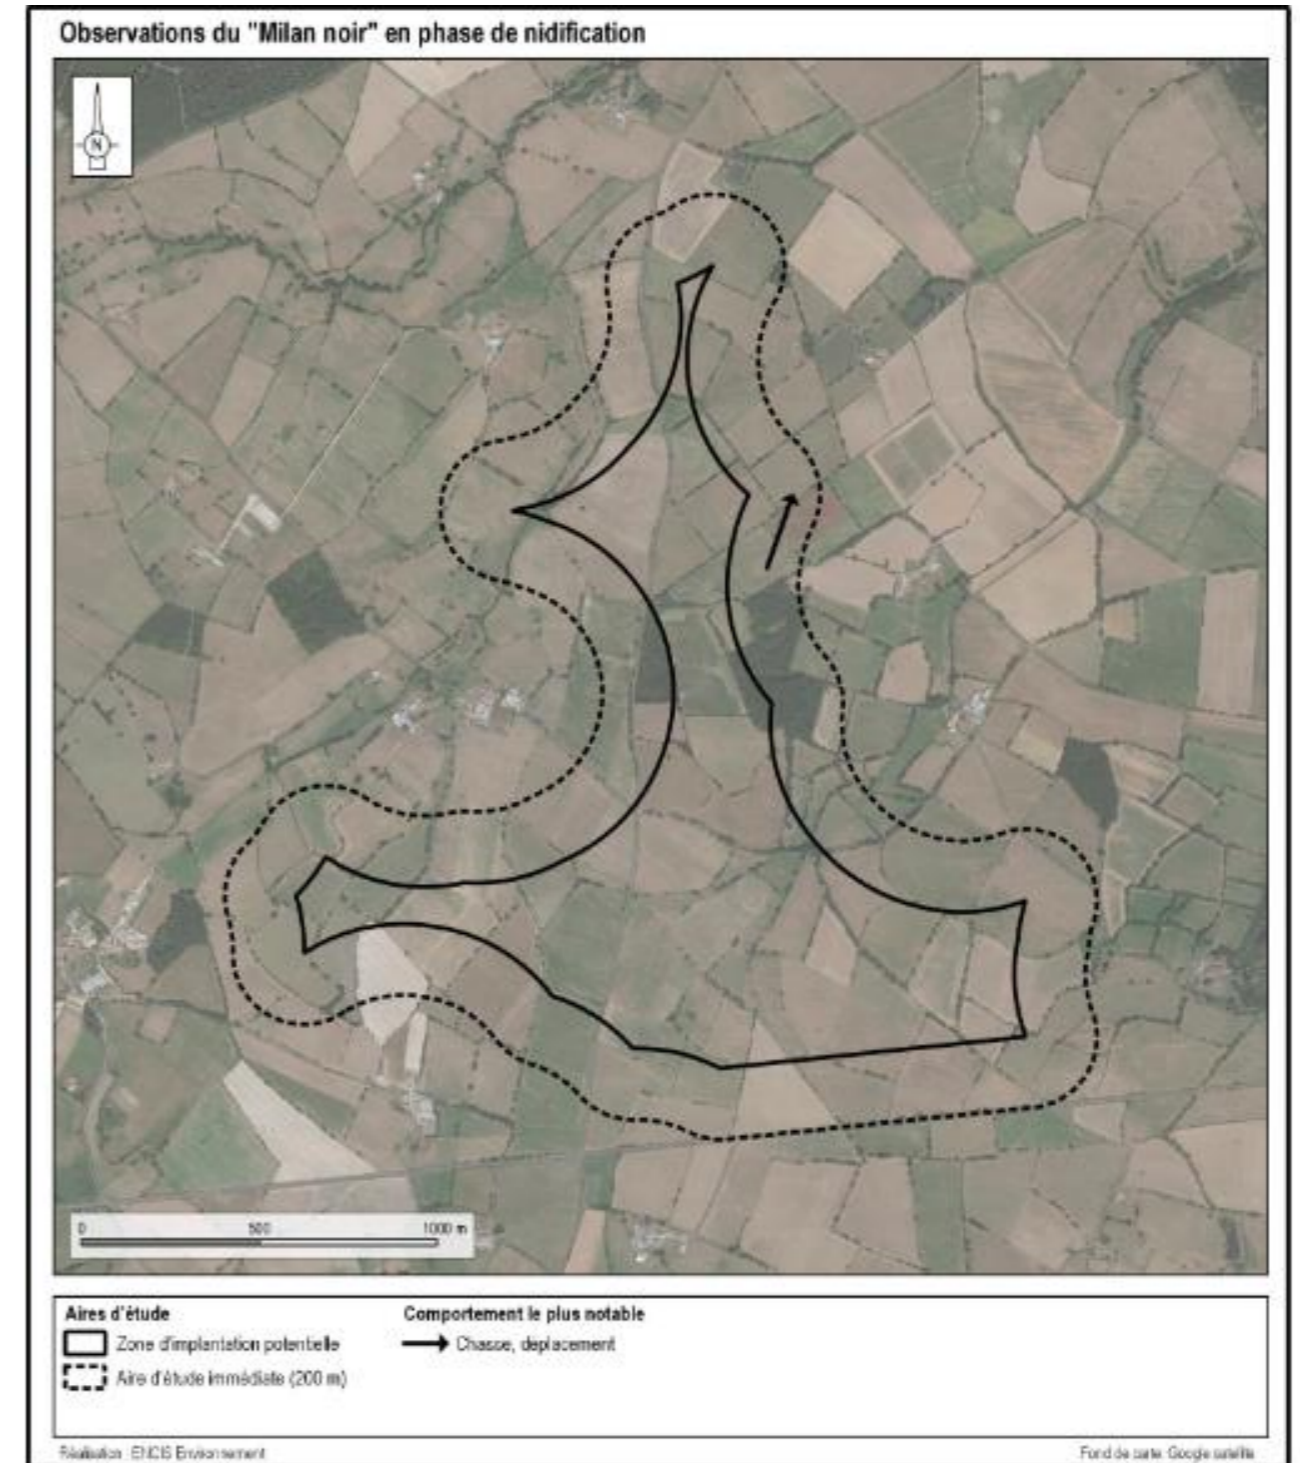 Observations du "Milan noir" en phase de nidification
N
0 500 1000 m
Aires d'étude
Zone d'implantation potentielle
Aire d'étude immédiate (200 m)
Comportement le plus notable
Chasse, déplacement
Réalisation : ENCIS Environnement
Fond de carte: Google satellite